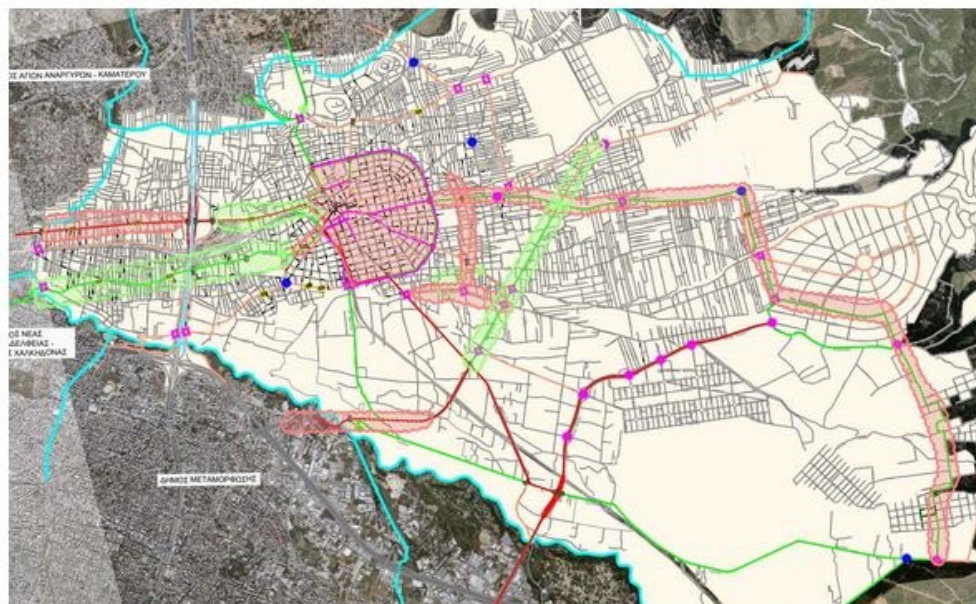 ΟΣ ΑΓΙΩΝ ΑΝΑΡΓΥΡΩΝ - ΚΑΜΑΤΕΡΟΥ
ΟΣ ΝΕΑΣ
ΔΕΛΦΕΙΑΣ -
Σ ΧΑΛΚΗΔΟΝΑΣ
ΔΗΜΟΣ ΜΕΤΑΜΟΡΦΩΣΗΣ